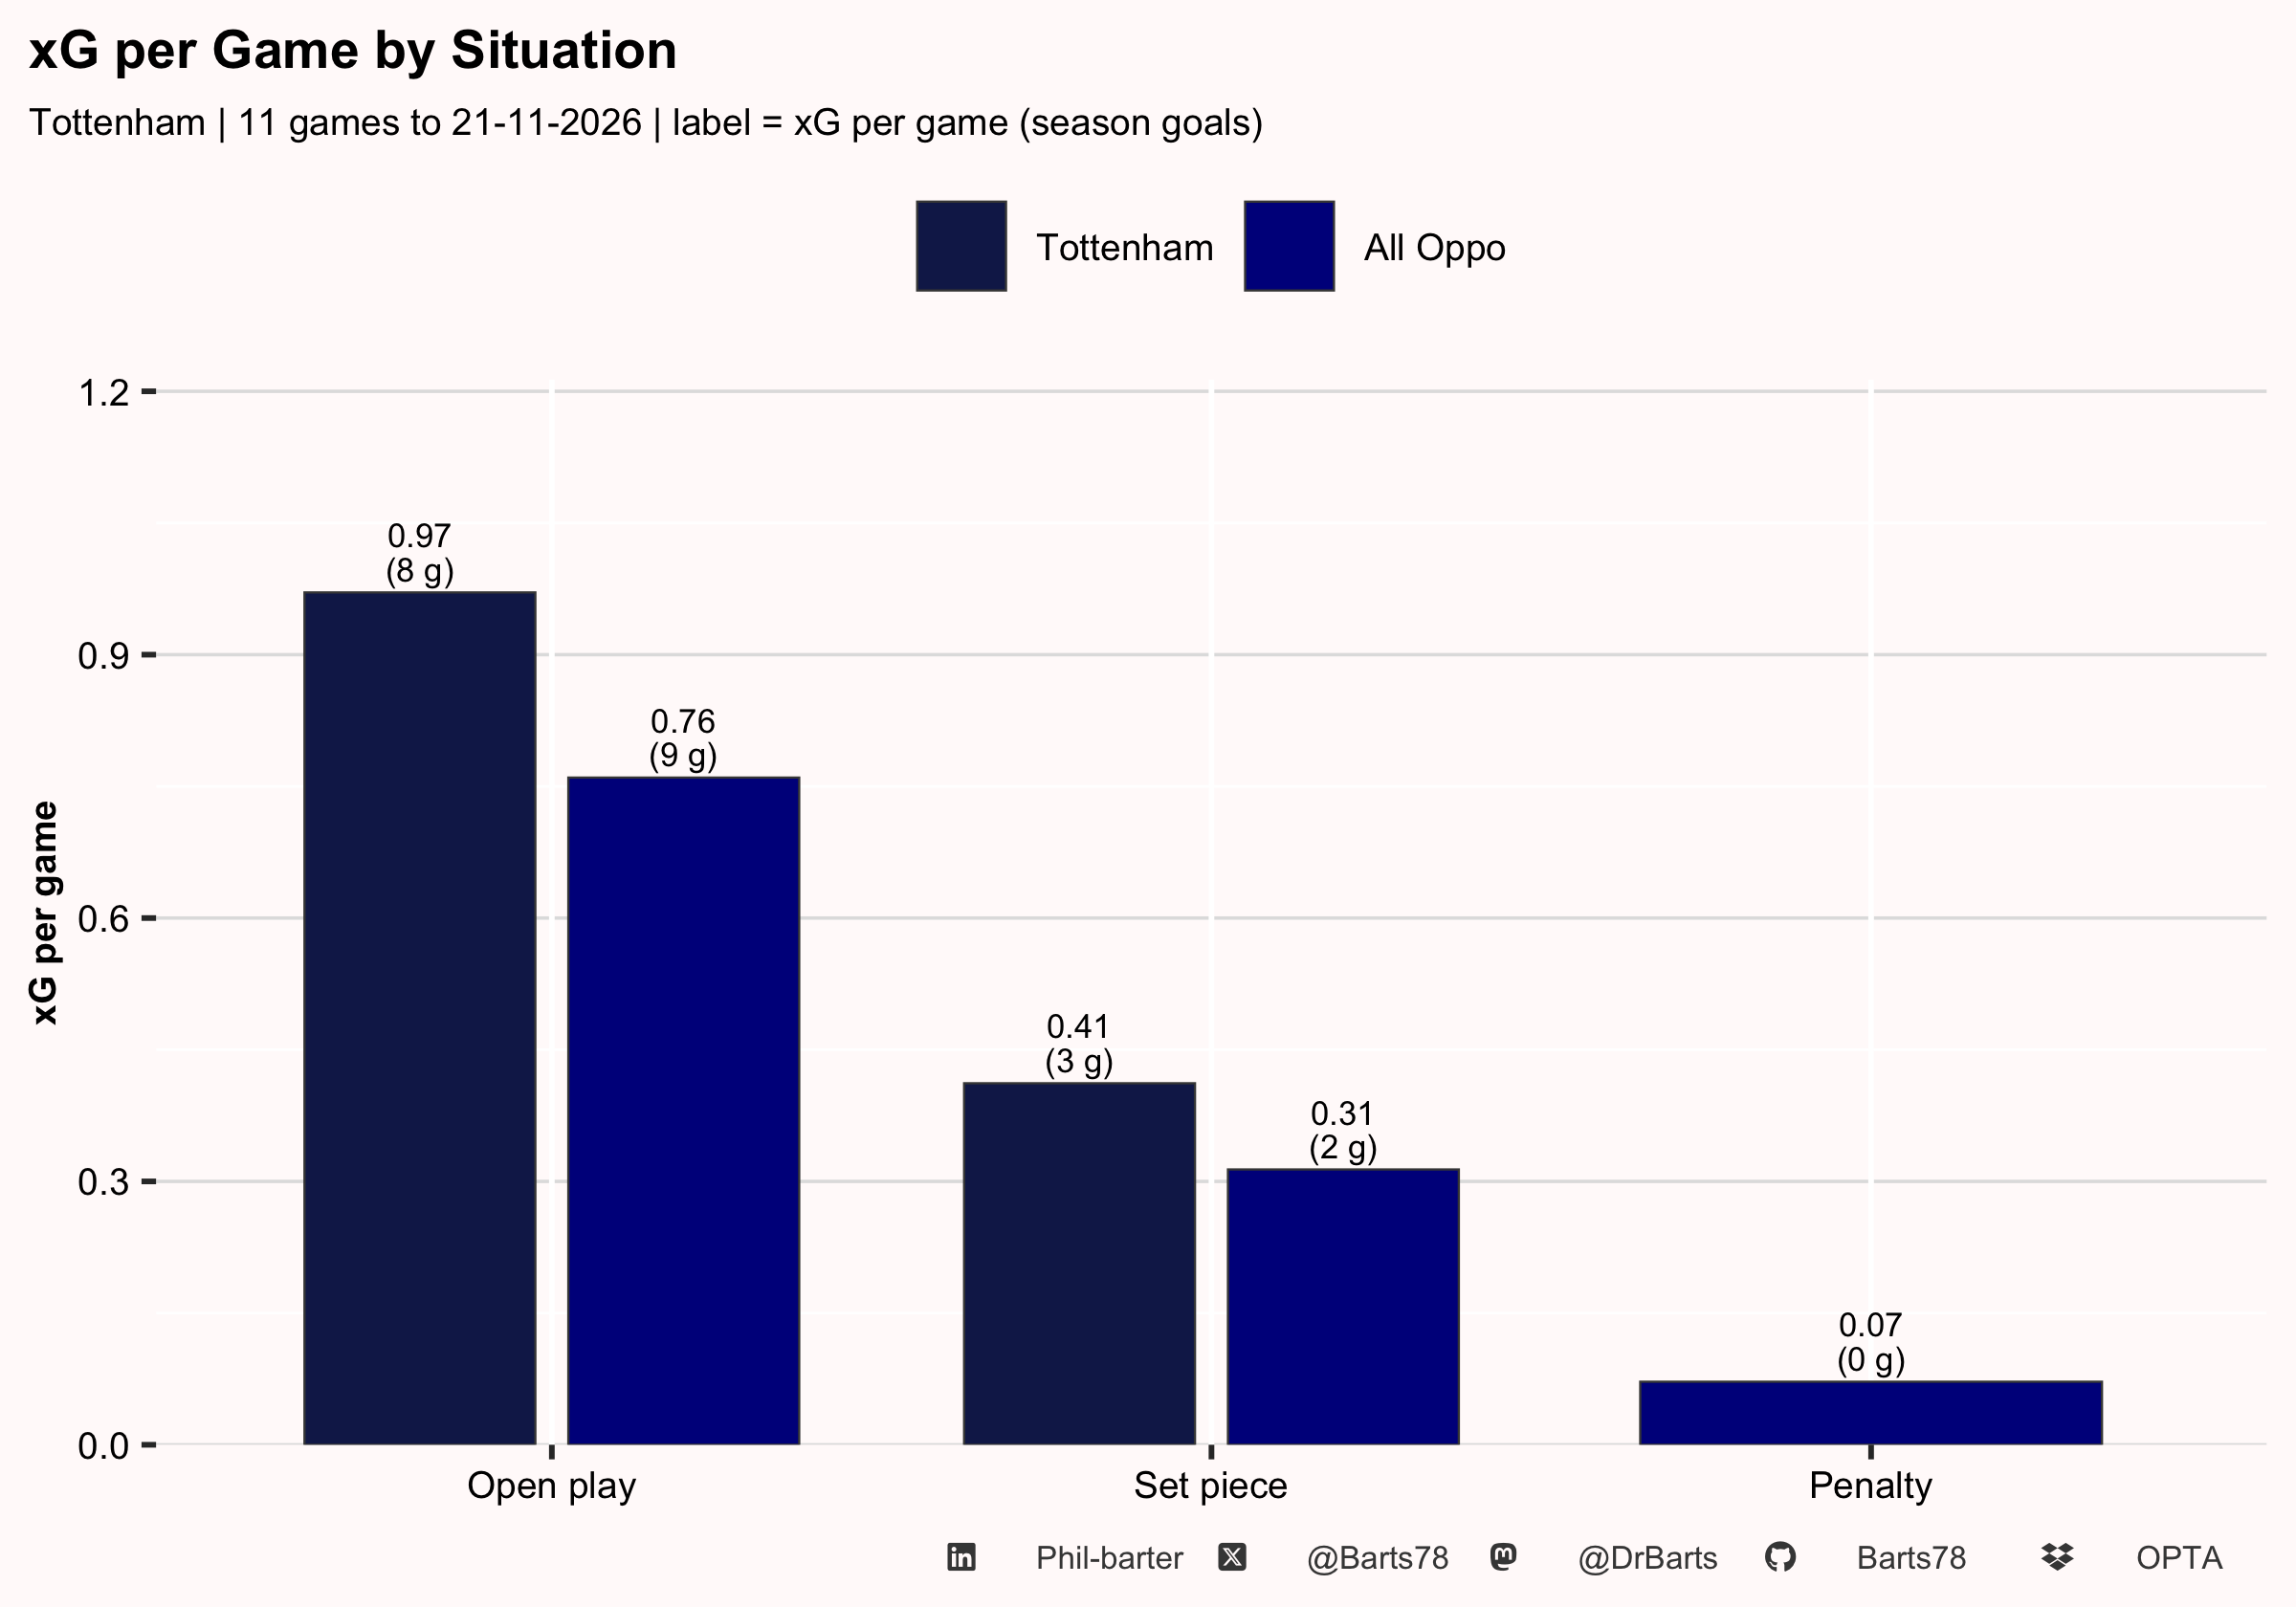 xG per Game by Situation
Tottenham | 11 games to 21-11-2026 | label = xG per game (season goals)
Tottenham
All Oppo
xG per game
1.2
0.9
0.6
0.3
0.0
0.97
(8 g)
0.76
(9 g)
0.41
(3 g)
0.31
(2 g)
0.07
(0 g)
Open play
Set piece
Penalty
Phil-barter @Barts78 @DrBarts Barts78 OPTA